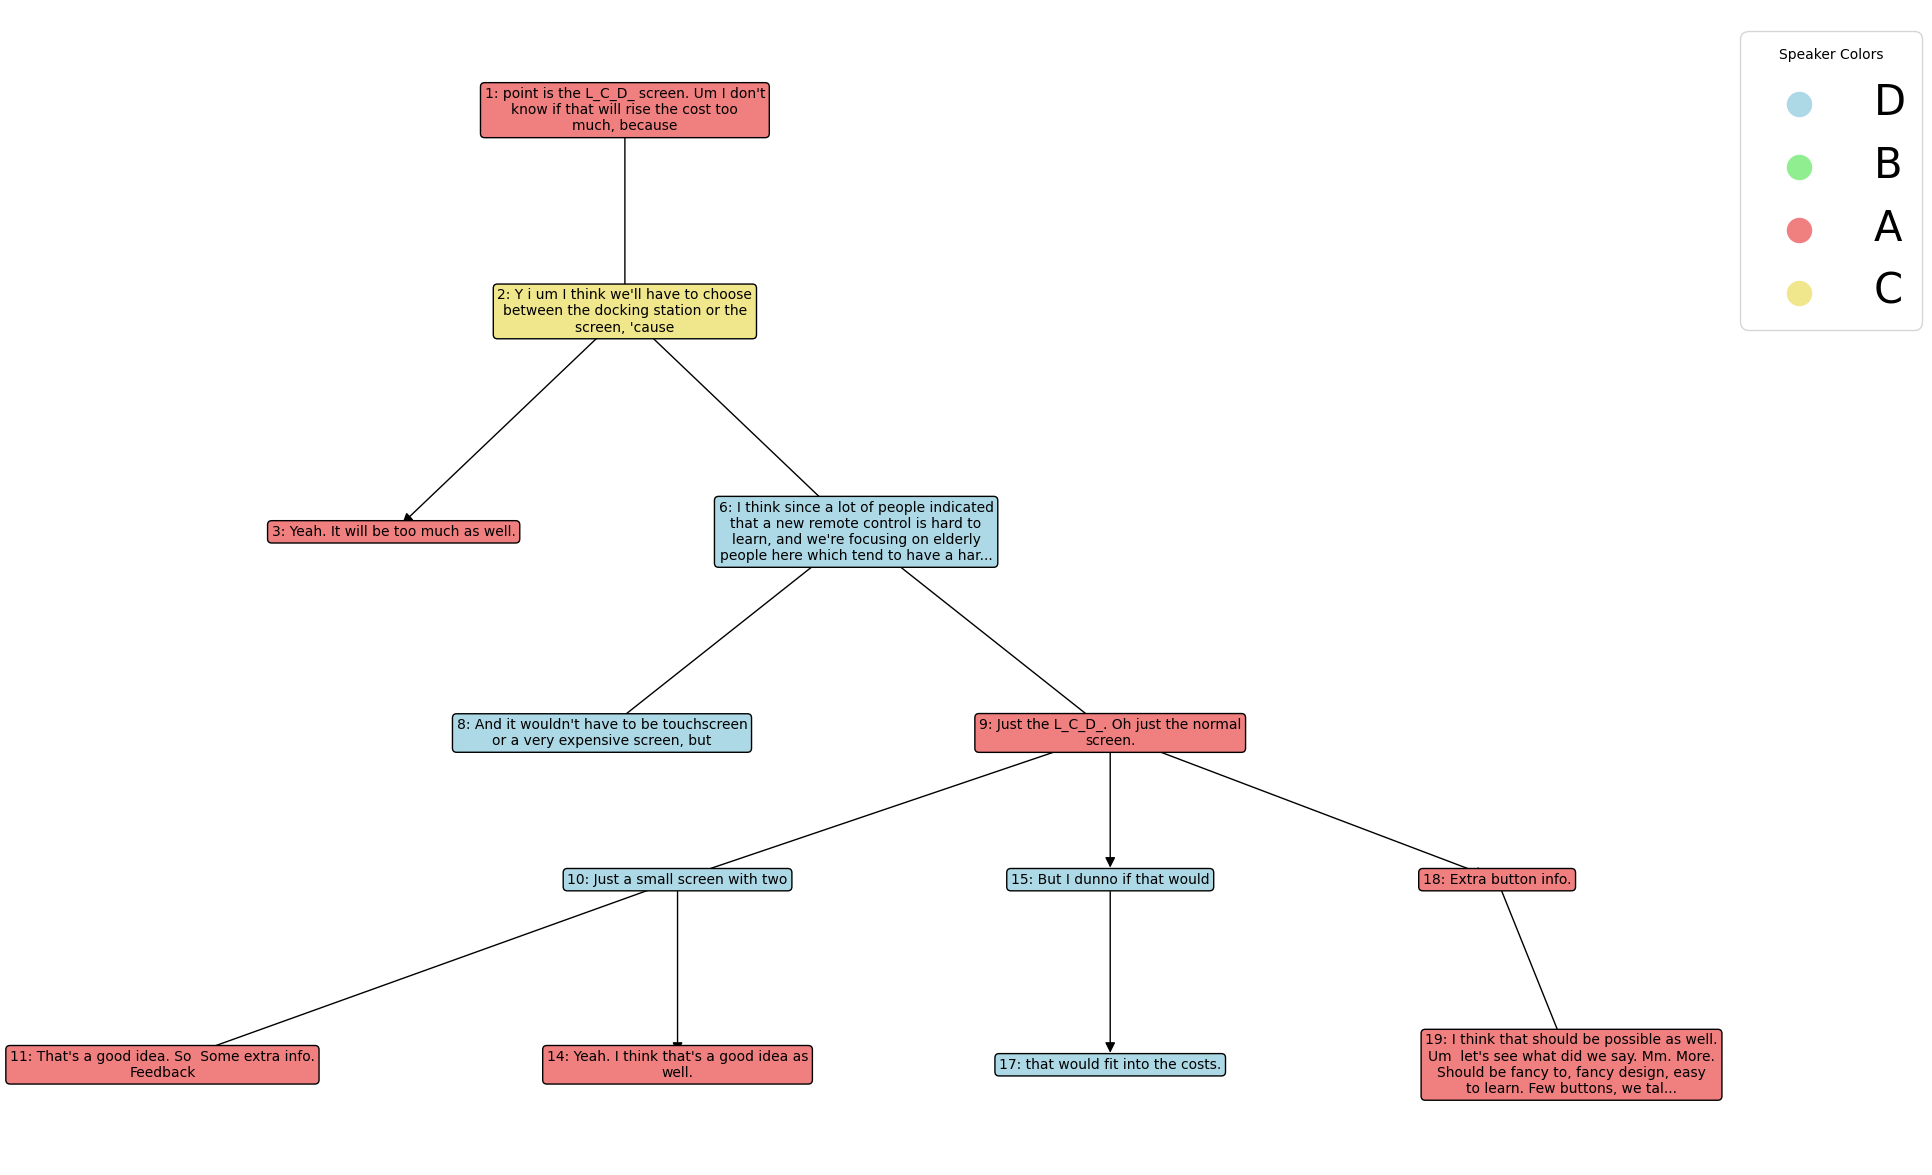 Speaker Colors
D
B
A
C
1: point is the L_C_D_ screen. Um I don't
know if that will rise the cost too
much, because
2: Y i um I think we'll have to choose
between the docking station or the
screen, 'cause
3: Yeah. It will be too much as well.
6: I think since a lot of people indicated
that a new remote control is hard to
learn, and we're focusing on elderly
people here which tend to have a har...
8: And it wouldn't have to be touchscreen
or a very expensive screen, but
9: Just the L_C_D_. Oh just the normal
screen.
10: Just a small screen with two
15: But I dunno if that would
18: Extra button info.
11: That's a good idea. So  Some extra info.
Feedback
14: Yeah. I think that's a good idea as
well.
17: that would fit into the costs.
19: I think that should be possible as well.
Um  let's see what did we say. Mm. More.
Should be fancy to, fancy design, easy
to learn. Few buttons, we tal...